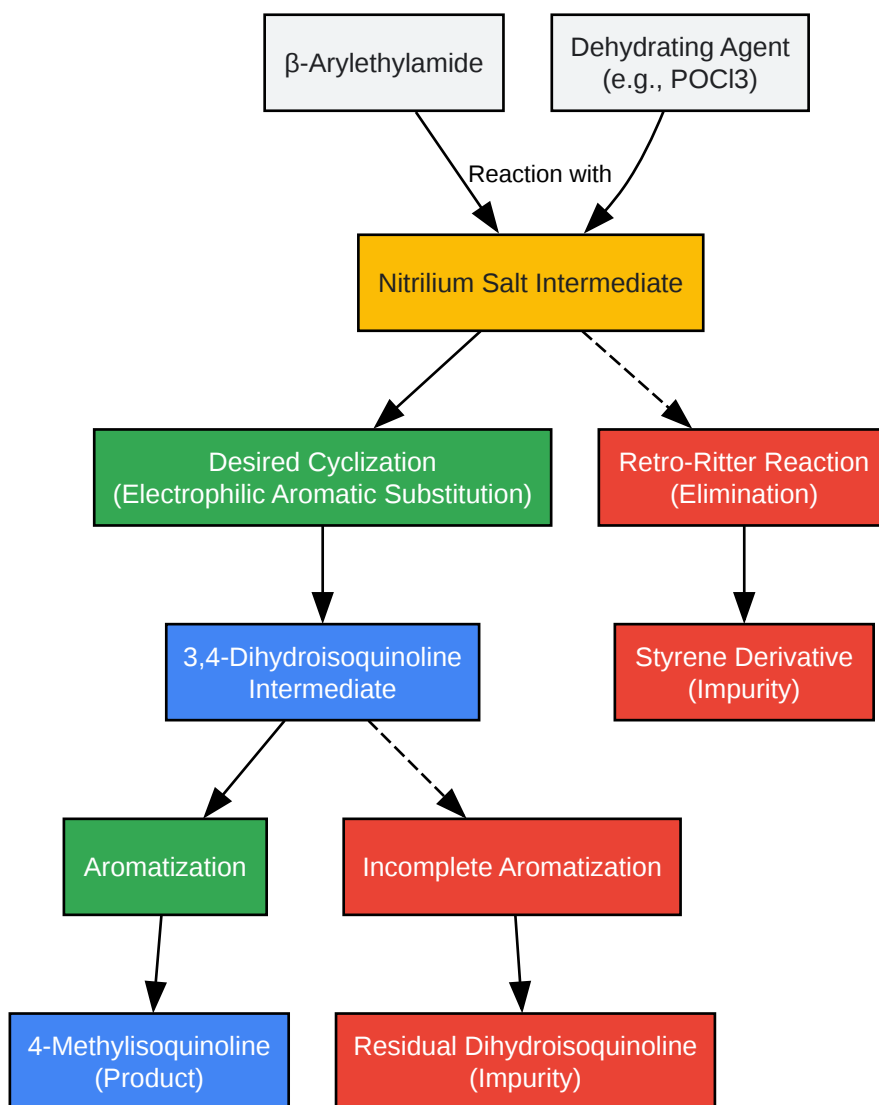 β-Arylethylamide
Dehydrating Agent
(e.g., POCl3)
Reaction with
Nitrilium Salt Intermediate
Desired Cyclization
(Electrophilic Aromatic Substitution)
Retro-Ritter Reaction
(Elimination)
3,4-Dihydroisoquinoline
Intermediate
Styrene Derivative
(Impurity)
Aromatization
Incomplete Aromatization
4-Methylisoquinoline
(Product)
Residual Dihydroisoquinoline
(Impurity)